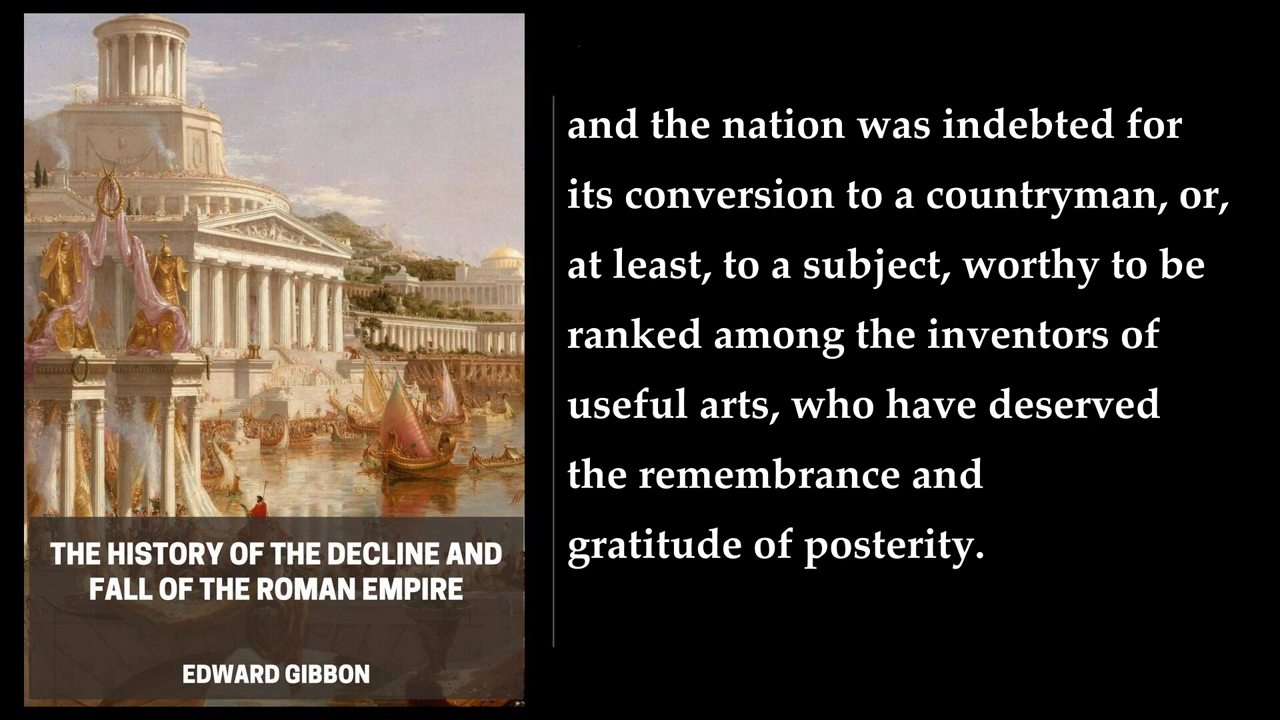 THE HISTORY OF THE DECLINE AND
FALL OF THE ROMAN EMPIRE
EDWARD GIBBON
and the nation was indebted for
its conversion to a countryman, or,
at least, to a subject, worthy to be
ranked among the inventors of
useful arts, who have deserved
the remembrance and
gratitude of posterity.